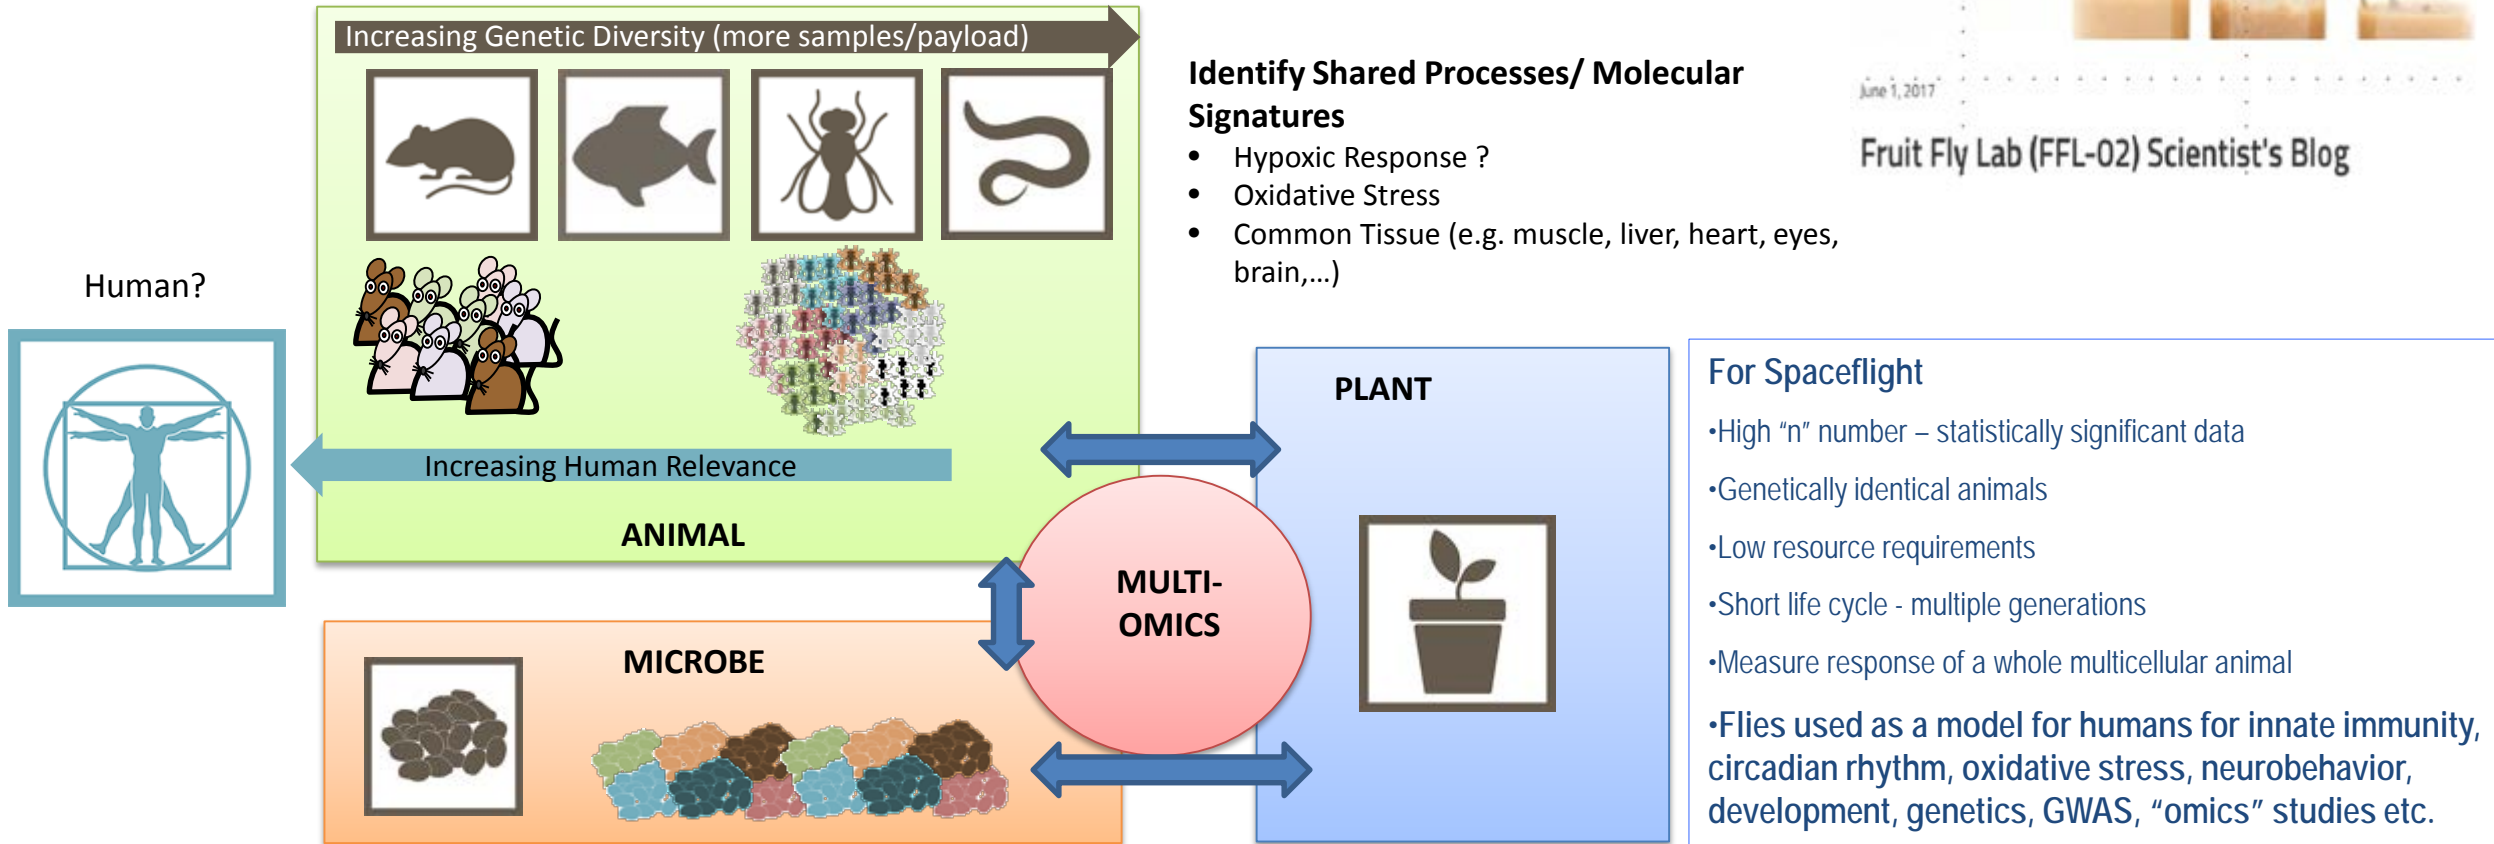 Increasing Genetic Diversity (more samples/payload)
Human?
Increasing Human Relevance
ANIMAL
MICROBE
MULTI-
OMICS
PLANT
Identify Shared Processes/ Molecular
Signatures
• Hypoxic Response ?
• Oxidative Stress
• Common Tissue (e.g. muscle, liver, heart, eyes,
brain,...)
June 1, 2017
Fruit Fly Lab (FFL-02) Scientist's Blog
For Spaceflight
•High “n” number – statistically significant data
•Genetically identical animals
•Low resource requirements
•Short life cycle - multiple generations
•Measure response of a whole multicellular animal
•Flies used as a model for humans for innate immunity,
circadian rhythm, oxidative stress, neurobehavior,
development, genetics, GWAS, “omics” studies etc.